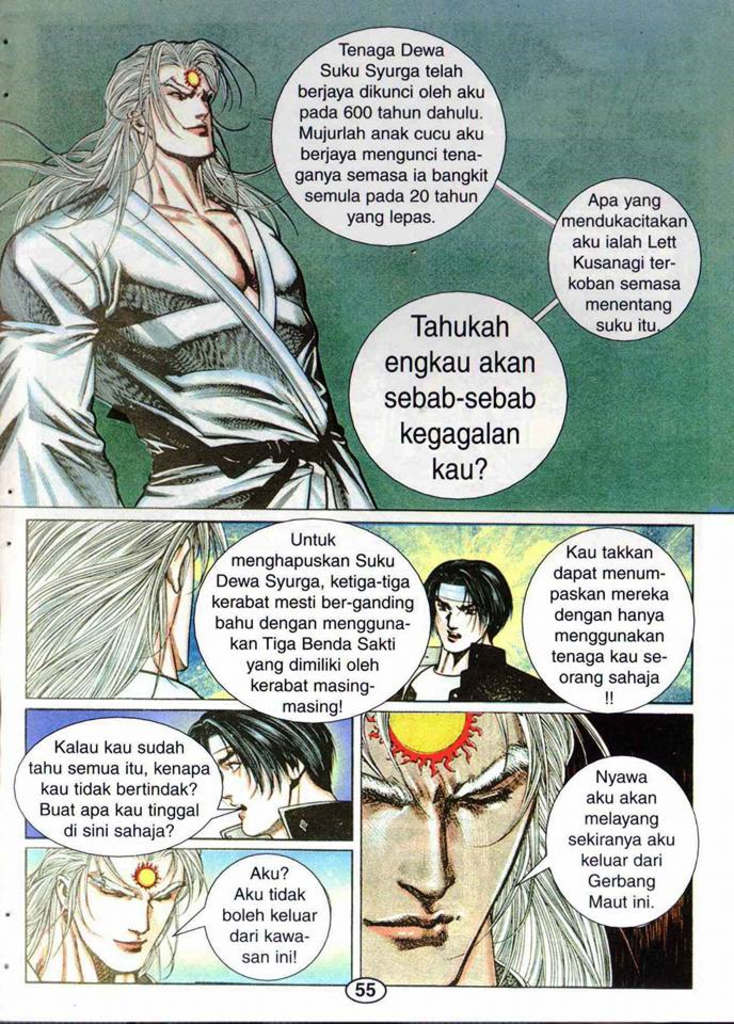 Tenaga Dewa
Suku Syurga telah
berjaya dikunci oleh aku
pada 600 tahun dahulu.
Mujurlah anak cucu aku
berjaya mengunci tena-
ganya semasa ia bangkit
semula pada 20 tahun
yang lepas.
Apa yang
mendukacitakan
aku ialah Lett
Kusanagi ter-
koban semasa
menentang
suku itu.
Tahukah
engkau akan
sebab-sebab
kegagalan
kau?
Untuk
menghapuskan Suku
Dewa Syurga, ketiga-tiga
kerabat mesti ber-ganding
bahu dengan mengguna-
kan Tiga Benda Sakti
yang dimiliki oleh
kerabat masing-
masing!
Kau takkan
dapat menum-
paskan mereka
dengan hanya
menggunakan
tenaga kau se-
orang sahaja
!!
Kalau kau sudah
tahu semua itu, kenapa
kau tidak bertindak?
Buat apa kau tinggal
di sini sahaja?
Aku?
Aku tidak
boleh keluar
dari kawa-
san ini!
Nyawa
aku akan
melayang
sekiranya aku
keluar dari
Gerbang
Maut ini.
55